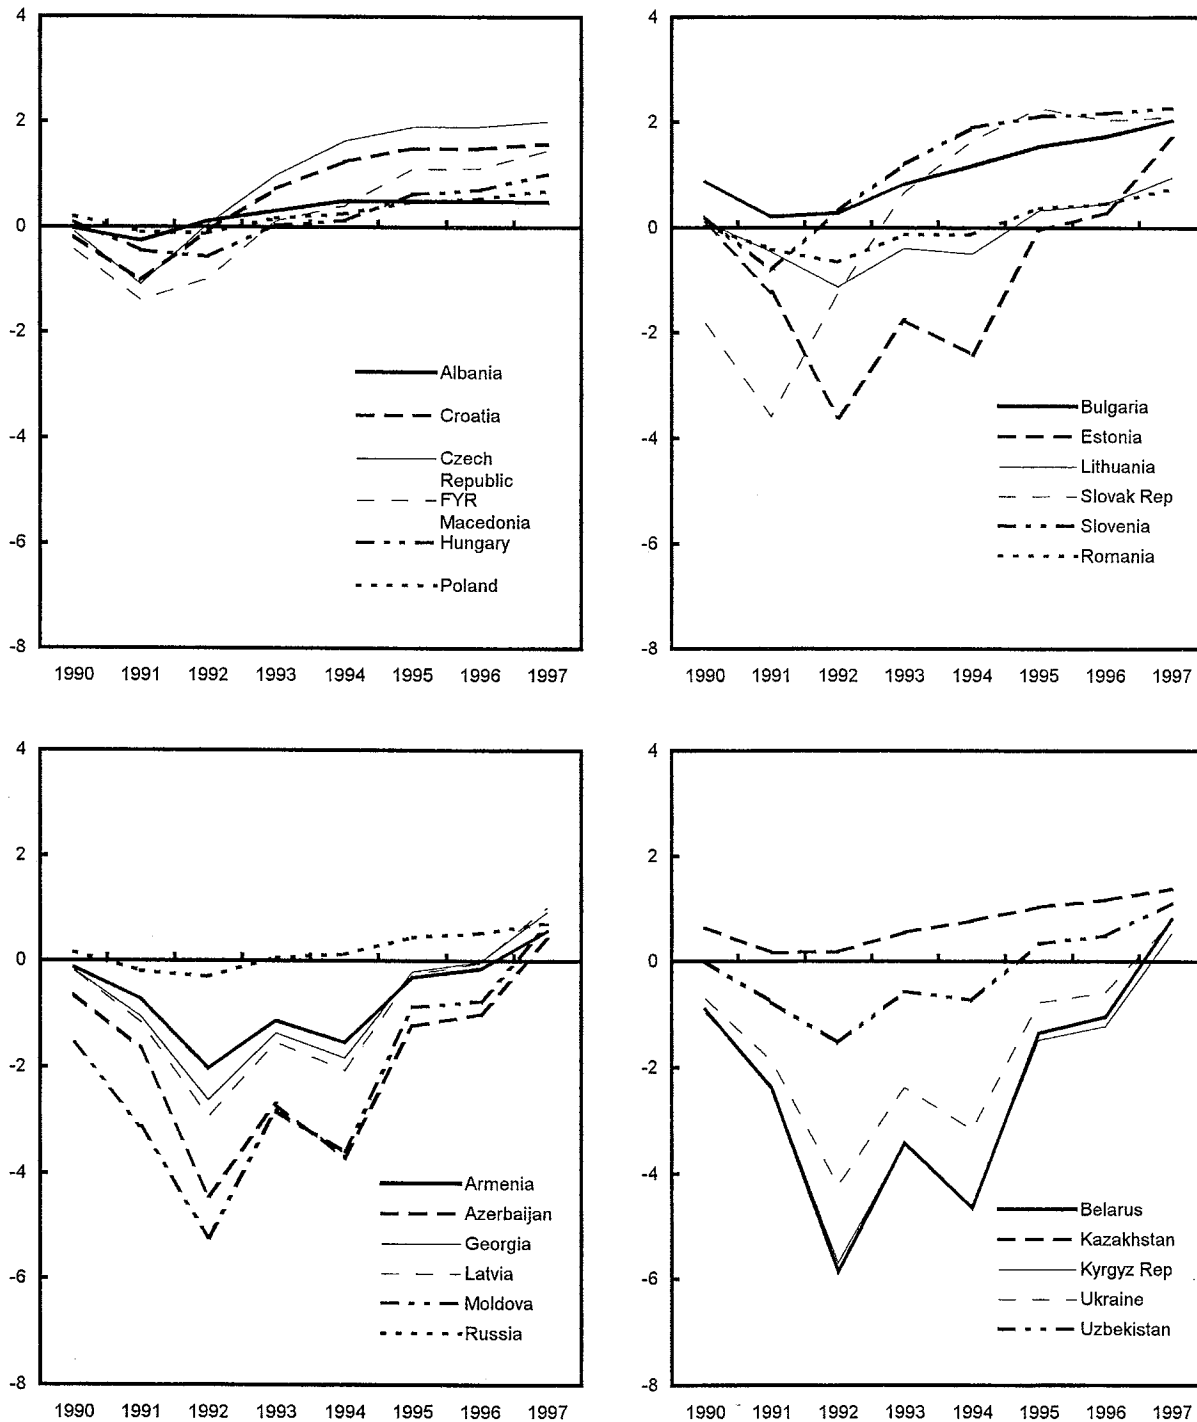 4
2
0
-2
-4
-6
-8
Albania
Croatia
Czech
Republic
FYR
Macedonia
Hungary
Poland
1990 1991 1992 1993 1994 1995 1996 1997
4
2
0
-2
-4
-6
-8
Bulgaria
Estonia
Lithuania
Slovak Rep
Slovenia
Romania
1990 1991 1992 1993 1994 1995 1996 1997
4
2
0
-2
-4
-6
-8
Armenia
Azerbaijan
Georgia
Latvia
Moldova
Russia
1990 1991 1992 1993 1994 1995 1996 1997
4
2
0
-2
-4
-6
-8
Belarus
Kazakhstan
Kyrgyz Rep
Ukraine
Uzbekistan
1990 1991 1992 1993 1994 1995 1996 1997